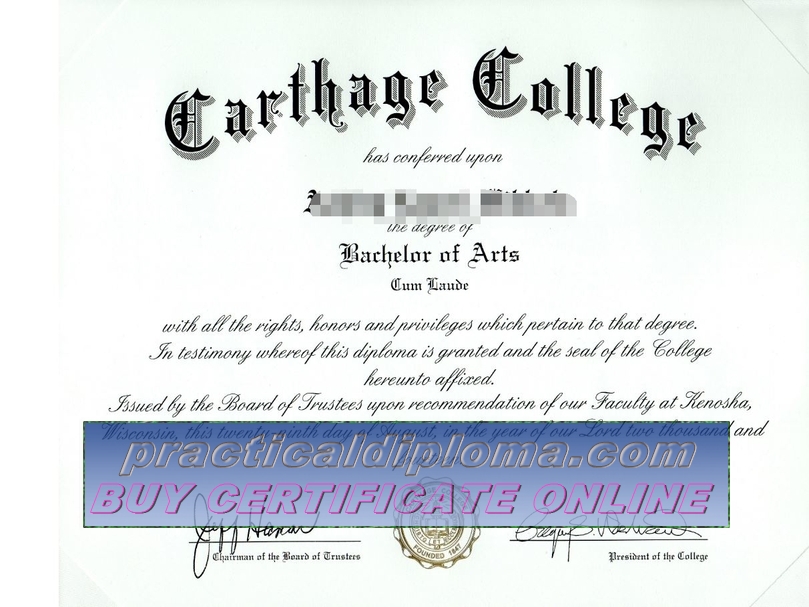 Carthage College
has conferred upon
the degree of
Bachelor of Arts
Cum Laude
with all the rights, honors and privileges which pertain to that degree.
In testimony whereof this diploma is granted and the seal of the College
hereunto affixed.
Issued by the Board of Trustees upon recommendation of our Faculty at Kenosha,
Wisconsin, this twenty-ninth day of August, in the year of our Lord two thousand and
practicaldiploma.com
BUY CERTIFICATE ONLINE
FOUNDED 1847
Chairman of the Board of Trustees
President of the College